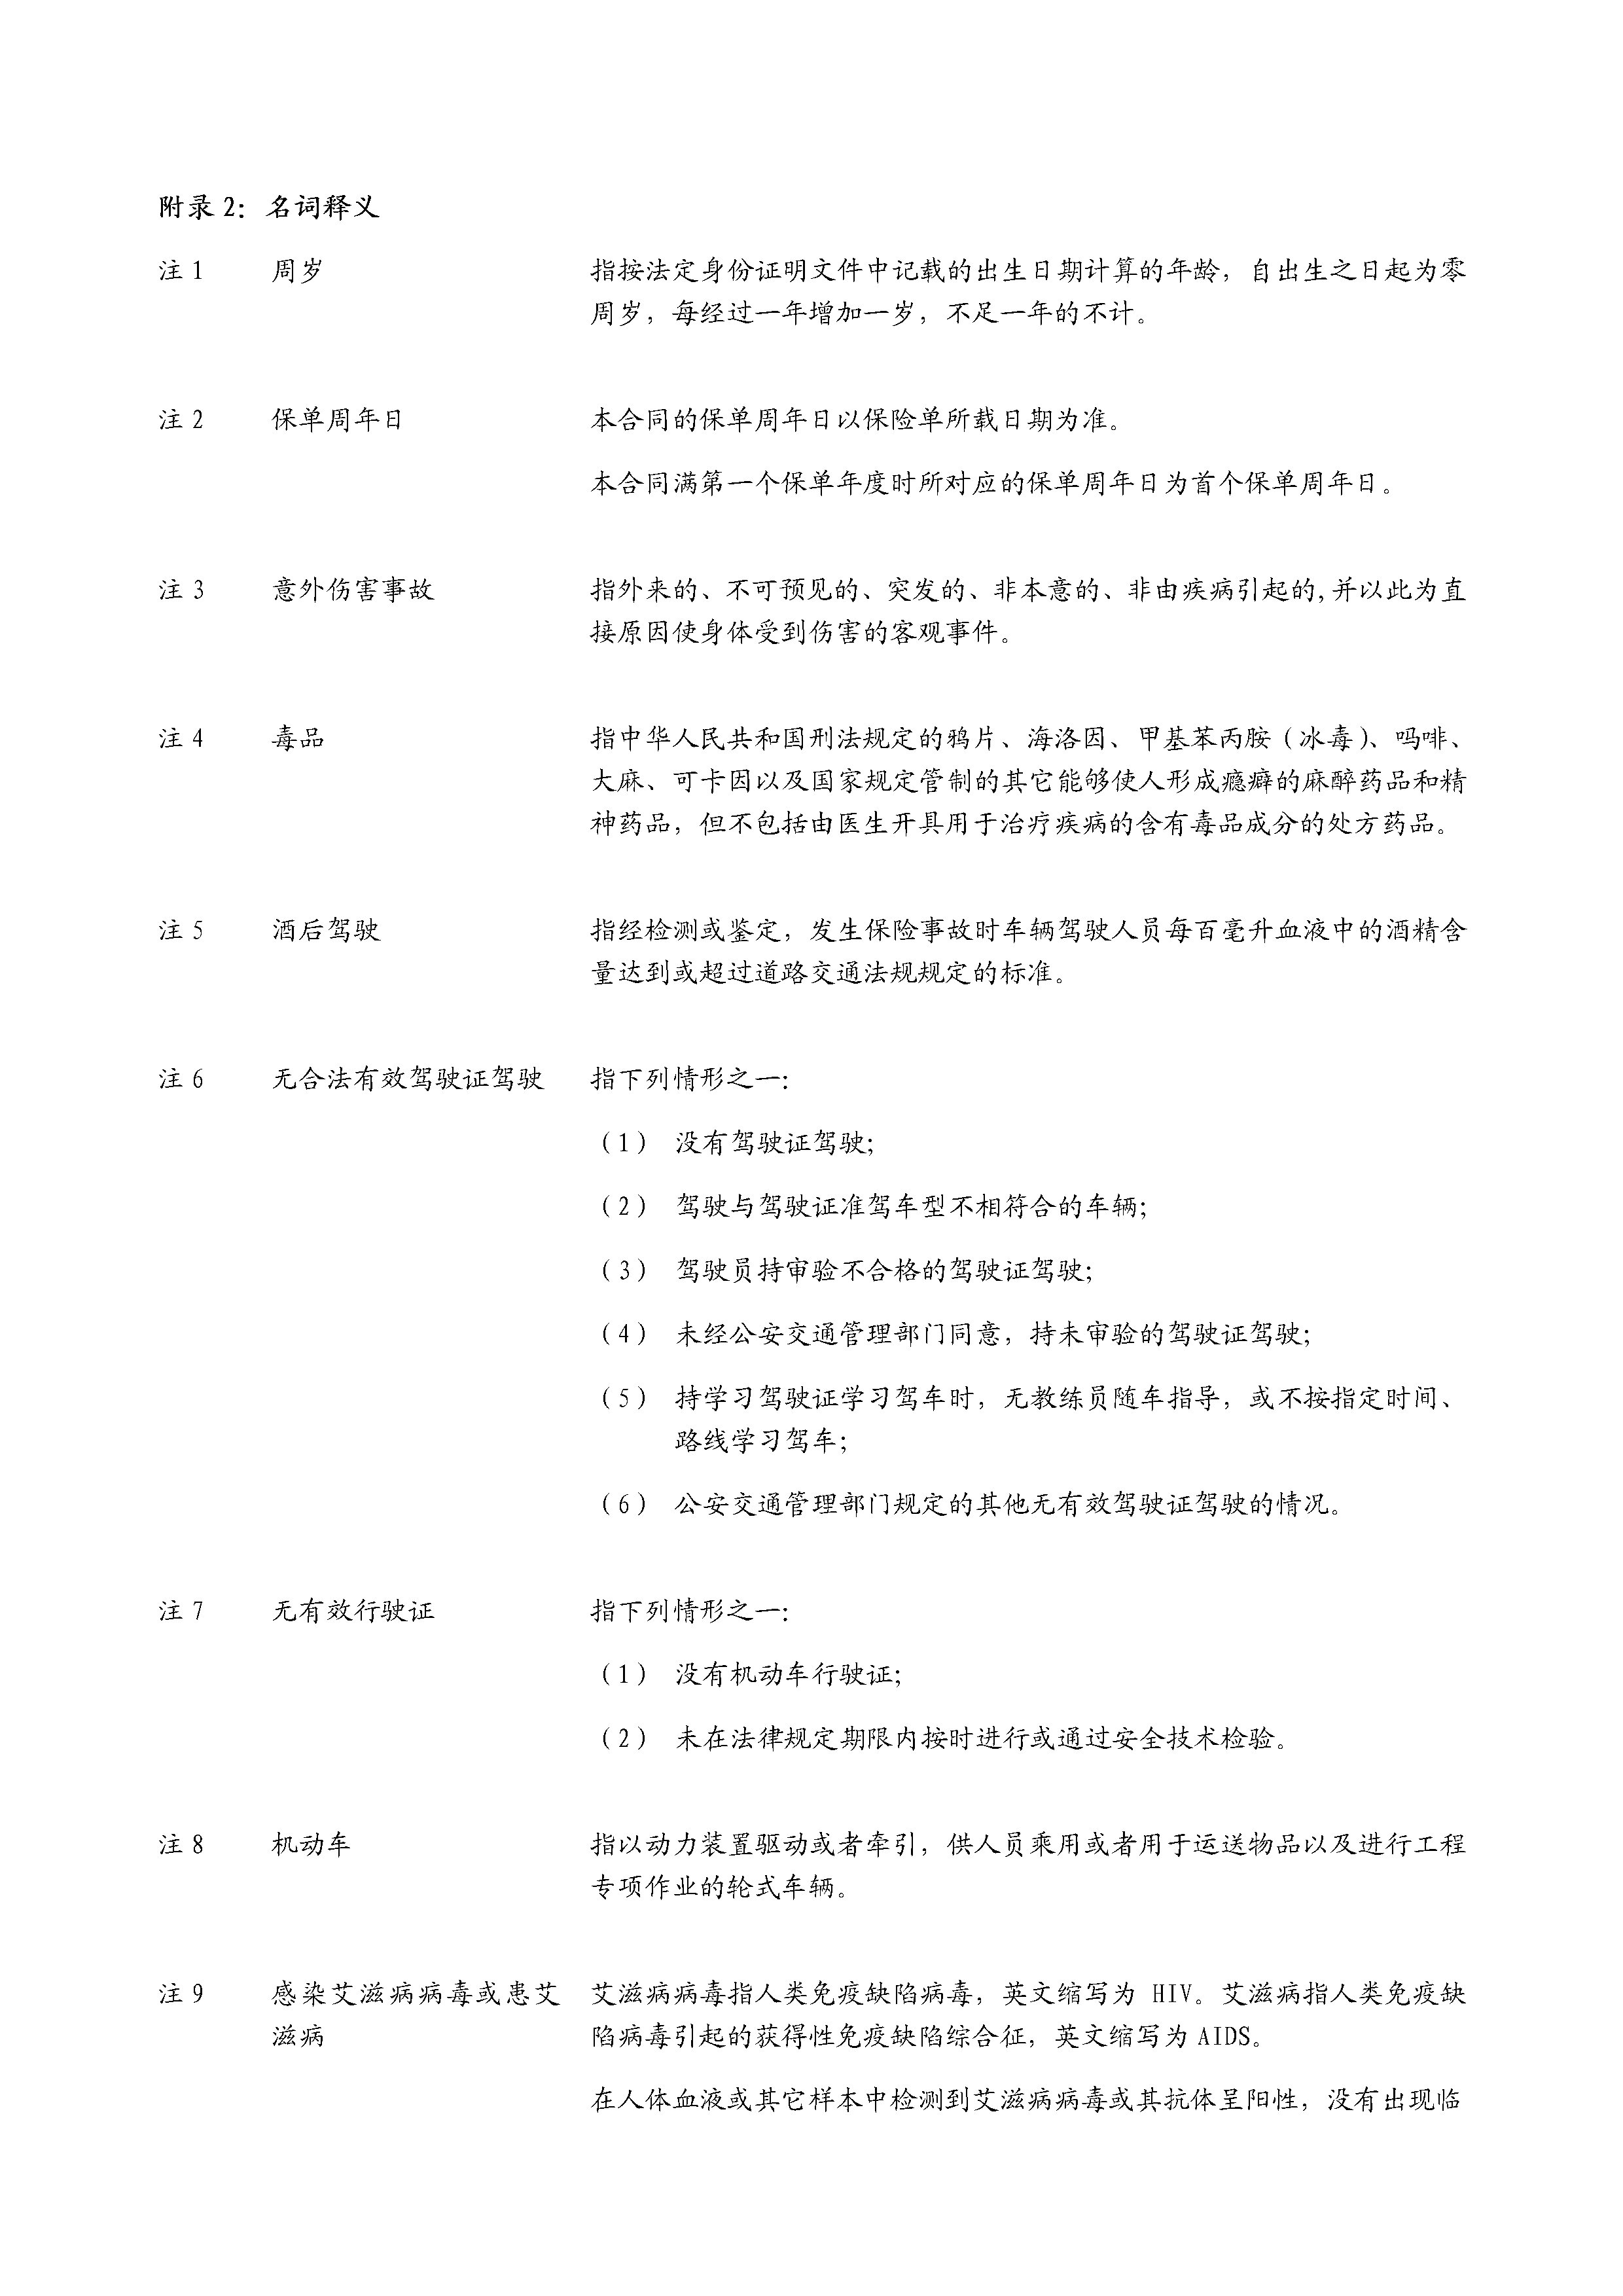 附录 2：名词释义
注 1 周岁 指按法定身份证明文件中记载的出生日期计算的年龄，自出生之日起为零
周岁，每经过一年增加一岁，不足一年的不计。
注 2 保单周年日 本合同的保单周年日以保险单所载日期为准。
本合同满第一个保单年度时所对应的保单周年日为首个保单周年日。
注 3 意外伤害事故 指外来的、不可预见的、突发的、非本意的、非由疾病引起的,并以此为直
接原因使身体受到伤害的客观事件。
注 4 毒品 指中华人民共和国刑法规定的鸦片、海洛因、甲基苯丙胺（冰毒）、吗啡、
大麻、可卡因以及国家规定管制的其它能够使人形成瘾癖的麻醉药品和精
神药品，但不包括由医生开具用于治疗疾病的含有毒品成分的处方药品。
注 5 酒后驾驶 指经检测或鉴定，发生保险事故时车辆驾驶人员每百毫升血液中的酒精含
量达到或超过道路交通法规规定的标准。
注 6 无合法有效驾驶证驾驶 指下列情形之一：
（1） 没有驾驶证驾驶；
（2） 驾驶与驾驶证准驾车型不相符合的车辆；
（3） 驾驶员持审验不合格的驾驶证驾驶；
（4） 未经公安交通管理部门同意，持未审验的驾驶证驾驶；
（5） 持学习驾驶证学习驾车时，无教练员随车指导，或不按指定时间、
路线学习驾车；
（6） 公安交通管理部门规定的其他无有效驾驶证驾驶的情况。
注 7 无有效行驶证 指下列情形之一：
（1） 没有机动车行驶证；
（2） 未在法律规定期限内按时进行或通过安全技术检验。
注 8 机动车 指以动力装置驱动或者牵引，供人员乘用或者用于运送物品以及进行工程
专项作业的轮式车辆。
注 9 感染艾滋病病毒或患艾 艾滋病病毒指人类免疫缺陷病毒，英文缩写为 HIV。艾滋病指人类免疫缺
滋病 陷病毒引起的获得性免疫缺陷综合征，英文缩写为 AIDS。
在人体血液或其它样本中检测到艾滋病病毒或其抗体呈阳性，没有出现临